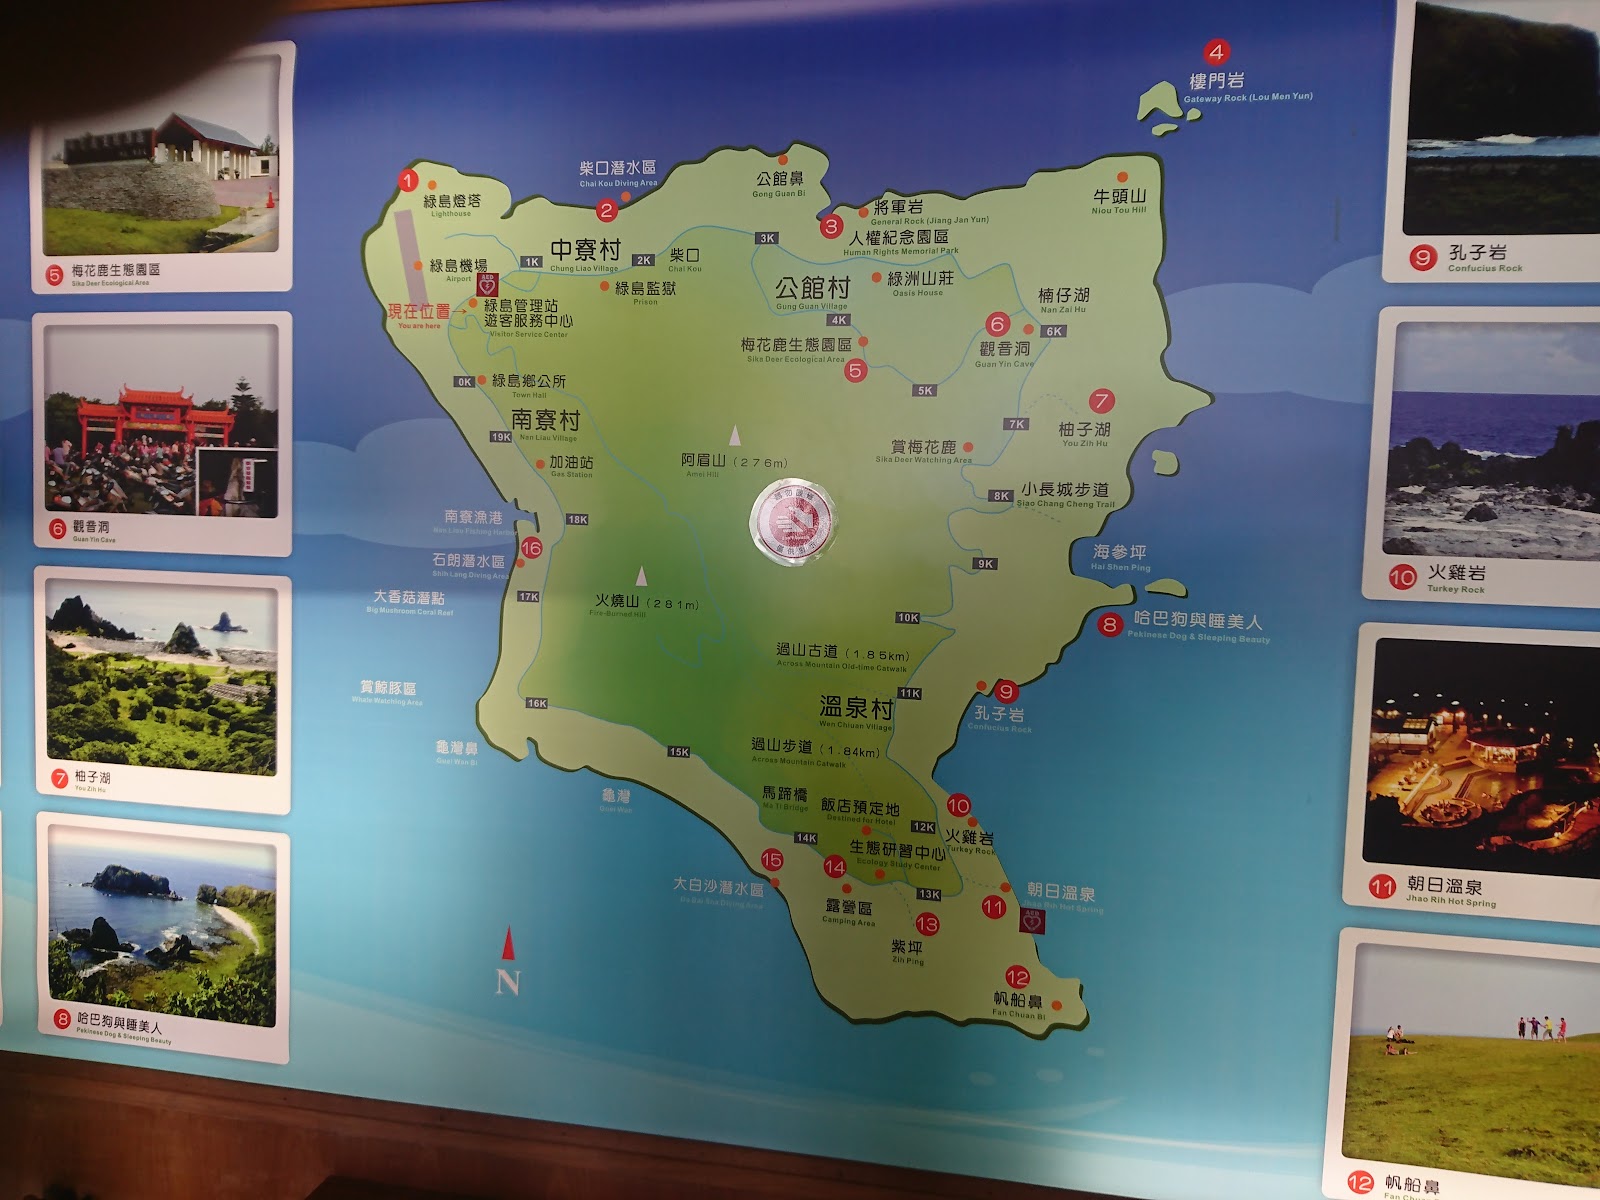 5 梅花鹿生態園區
Sika Deer Ecological Area
6 觀音洞
Guan Yin Cave
7 柚子湖
You Zih Hu
8 哈巴狗與睡美人
Pekinese Dog & Sleeping Beauty
4
樓門岩
Gateway Rock (Lou Men Yun)
1
綠島燈塔
Lighthouse
柴口潛水區
Chai Kou Diving Area
2
公館鼻
Gong Guan Bi
3
將軍岩
General Rock (Jiang Jan Yun)
人權紀念園區
Human Rights Memorial Park
牛頭山
Niou Tou Hill
綠島機場
Airport
AED
1K
中寮村
Chung Liao Village
2K
柴口
Chai Kou
3K
綠島監獄
Prison
現在位置→
You are here
綠島管理站
遊客服務中心
Visitor Service Center
公館村
Gung Guan Village
綠洲山莊
Oasis House
4K
楠仔湖
Nan Zai Hu
6
觀音洞
Guan Yin Cave
6K
梅花鹿生態園區
Sika Deer Ecological Area
5
5K
0K
綠島鄉公所
Town Hall
南寮村
Nan Liau Village
19K
加油站
Gas Station
7
柚子湖
You Zih Hu
7K
賞梅花鹿
Sika Deer Watching Area
阿眉山（276m）
Amei Hill
8K
小長城步道
Siao Chang Cheng Trail
18K
南寮漁港
Nan Liau Fishing Harbor
16
石朗潛水區
Shih Lang Diving Area
17K
大香菇潛點
Big Mushroom Coral Reef
火燒山（281m）
Fire-Burned Hill
9K
海參坪
Hai Shen Ping
10K
8
哈巴狗與睡美人
Pekinese Dog & Sleeping Beauty
過山古道（1.85km）
Across Mountain Old-time Catwalk
11K
9
孔子岩
Confucius Rock
溫泉村
Wen Chiuan Village
賞鯨豚區
Whale Watching Area
16K
龜灣鼻
Guei Wan Bi
15K
過山步道（1.84km）
Across Mountain Catwalk
龜灣
Guei Wan
馬蹄橋
Ma Ti Bridge
飯店預定地
Destined for Hotel
10
火雞岩
Turkey Rock
12K
14K
生態研習中心
Ecology Study Center
15
大白沙潛水區
Da Bai Sha Diving Area
14
露營區
Camping Area
13K
13
紫坪
Zih Ping
朝日溫泉
Jhao Rih Hot Spring
11
AED
12
帆船鼻
Fan Chuan Bi
N
9 孔子岩
Confucius Rock
10 火雞岩
Turkey Rock
11 朝日溫泉
Jhao Rih Hot Spring
12 帆船鼻
Fan Chuan Bi